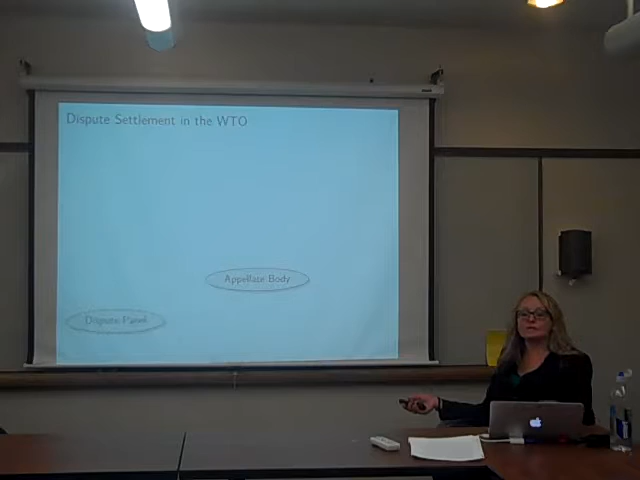 Dispute Settlement in the WTO
Appellate Body
Dispute Panel